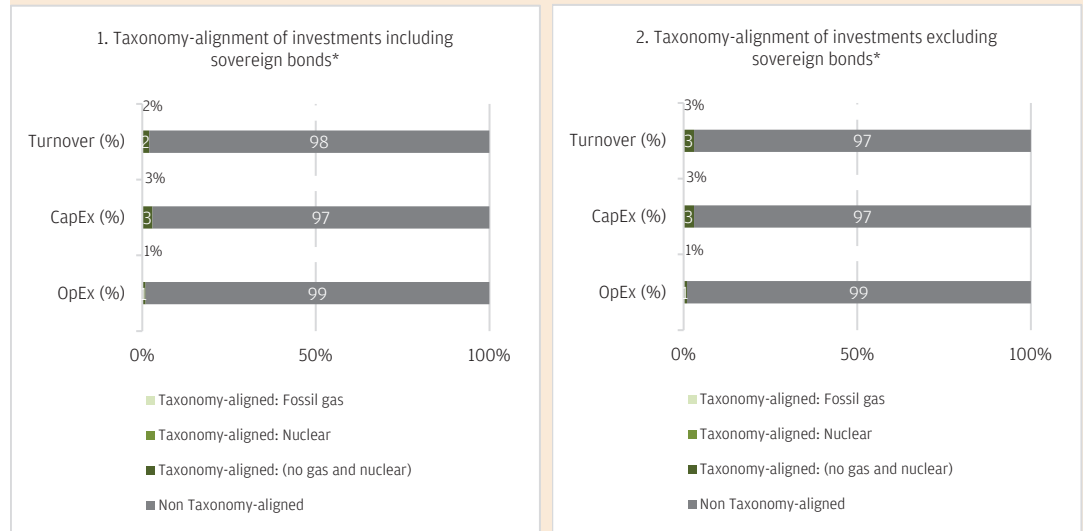 1. Taxonomy-alignment of investments including
sovereign bonds*
2%
Turnover (%)
2
98
3%
CapEx (%)
3
97
1%
OpEx (%)
1
99
0%
50%
100%
Taxonomy-aligned: Fossil gas
Taxonomy-aligned: Nuclear
Taxonomy-aligned: (no gas and nuclear)
Non Taxonomy-aligned
2. Taxonomy-alignment of investments excluding
sovereign bonds*
3%
Turnover (%)
3
97
3%
CapEx (%)
3
97
1%
OpEx (%)
1
99
0%
50%
100%
Taxonomy-aligned: Fossil gas
Taxonomy-aligned: Nuclear
Taxonomy-aligned: (no gas and nuclear)
Non Taxonomy-aligned